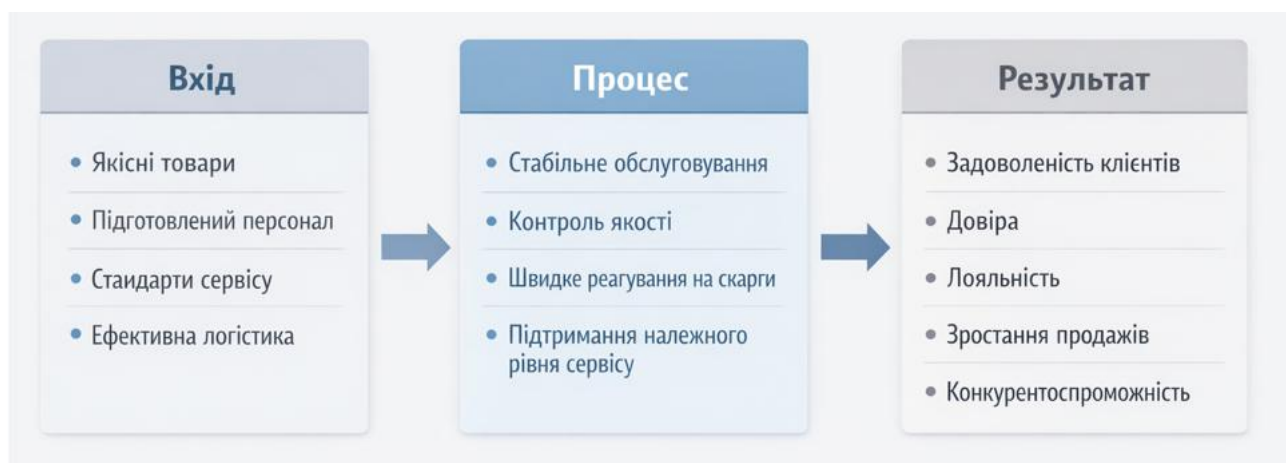 Вхід
Якісні товари
Підготовлений персонал
Стандарти сервісу
Ефективна логістика
Процес
Стабільне обслуговування
Контроль якості
Швидке реагування на скарги
Підтримання належного
рівня сервісу
Результат
Задоволеність клієнтів
Довіра
Лояльність
Зростання продажів
Конкурентоспроможність